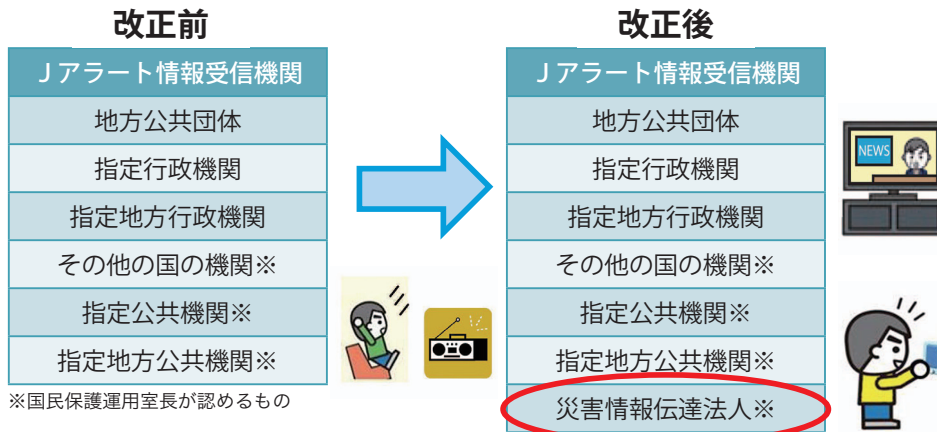 改正前
Jアラート情報受信機関
地方公共団体
指定行政機関
指定地方行政機関
その他の国の機関※
指定公共機関※
指定地方公共機関※
※国民保護運用室長が認めるもの
改正後
Jアラート情報受信機関
地方公共団体
指定行政機関
指定地方行政機関
その他の国の機関※
指定公共機関※
指定地方公共機関※
災害情報伝達法人※
NEWS